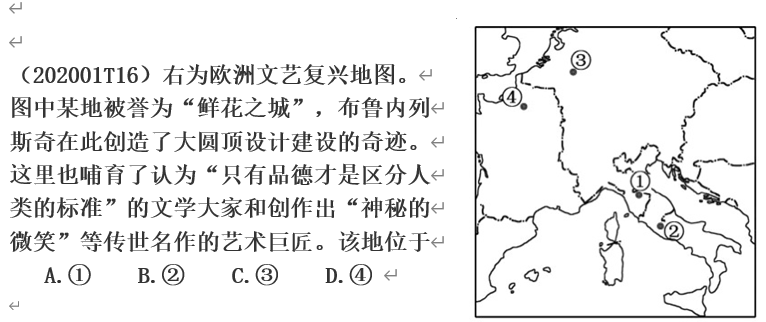 （202001T16）右为欧洲文艺复兴地图。
图中某地被誉为“鲜花之城”，布鲁内列
斯奇在此创造了大圆顶设计建设的奇迹。
这里也哺育了认为“只有品德才是区分人
类的标准”的文学大家和创作出“神秘的
微笑”等传世名作的艺术巨匠。该地位于
A.① B.② C.③ D.④
③
④
①
②